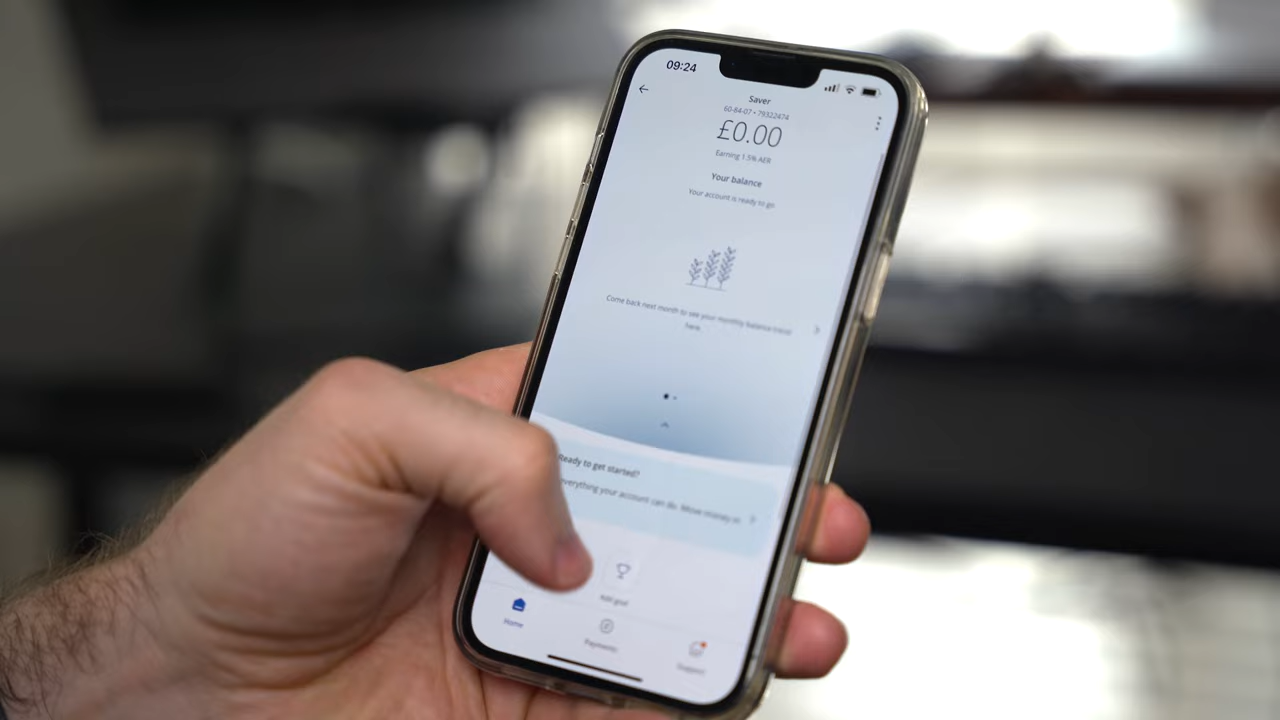 09:24
Saver
60-84-07 • 79322474
£0.00
Earning 1.5% AER
Your balance
Your account is ready to go
Come back next month to see your monthly balance trend
here.
Ready to get started?
everything your account can do. Move money in
Add goal
Home
Payments
Support